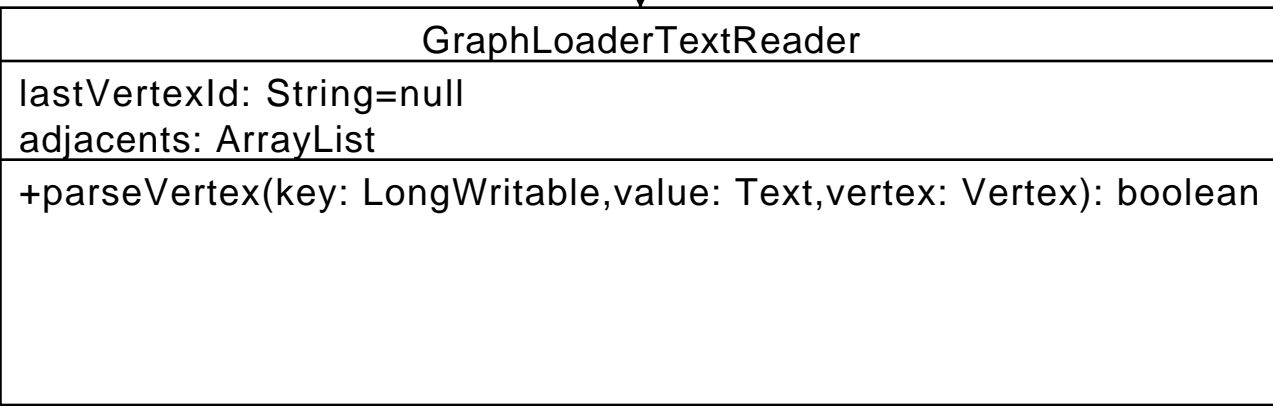 GraphLoaderTextReader
lastVertexId: String=null
adjacents: ArrayList
+parseVertex(key: LongWritable,value: Text,vertex: Vertex): boolean